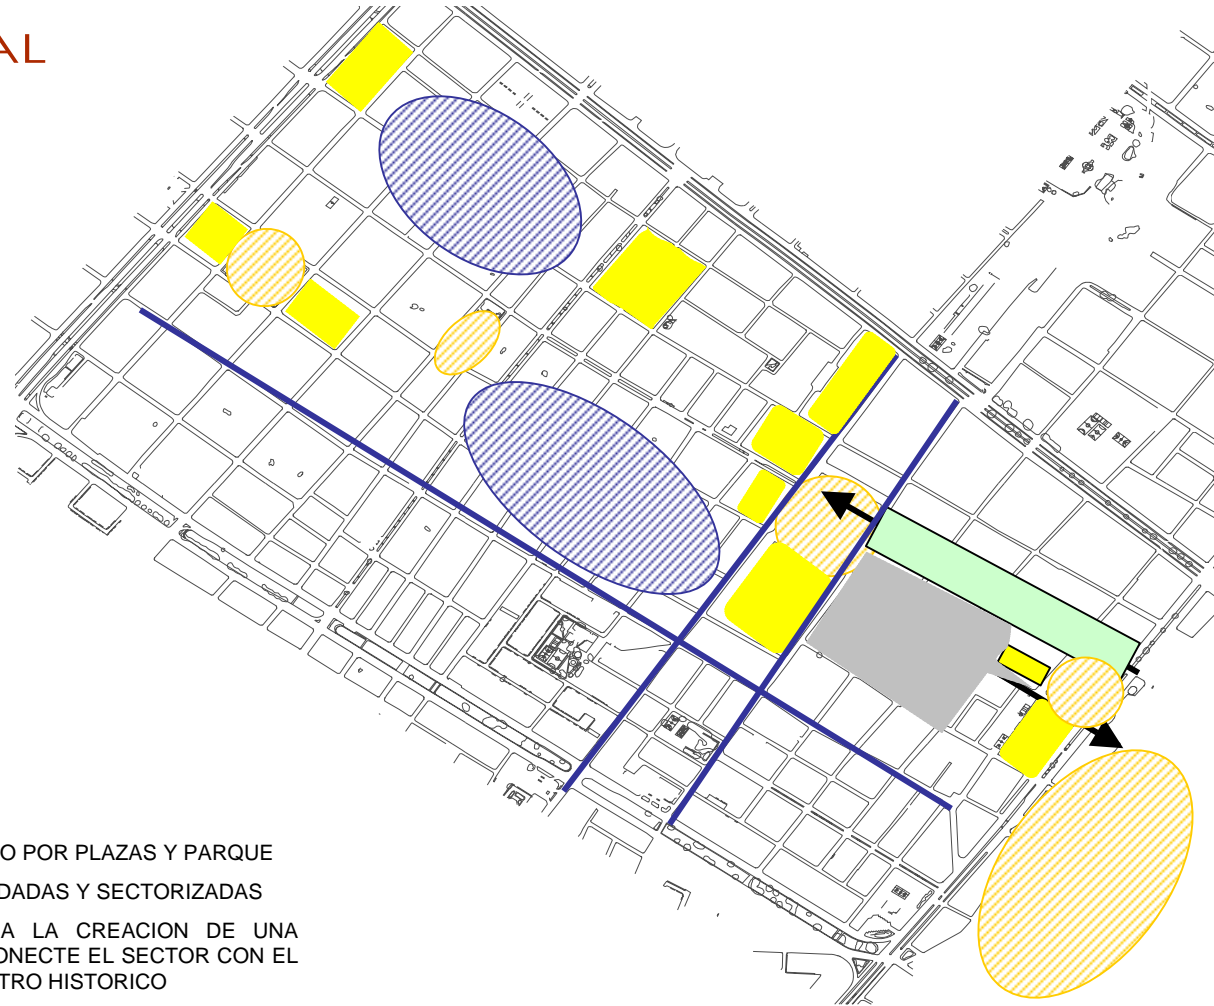 AL
O POR PLAZAS Y PARQUE
DADAS Y SECTORIZADAS
A LA CREACION DE UNA
ONECTE EL SECTOR CON EL
TRO HISTORICO